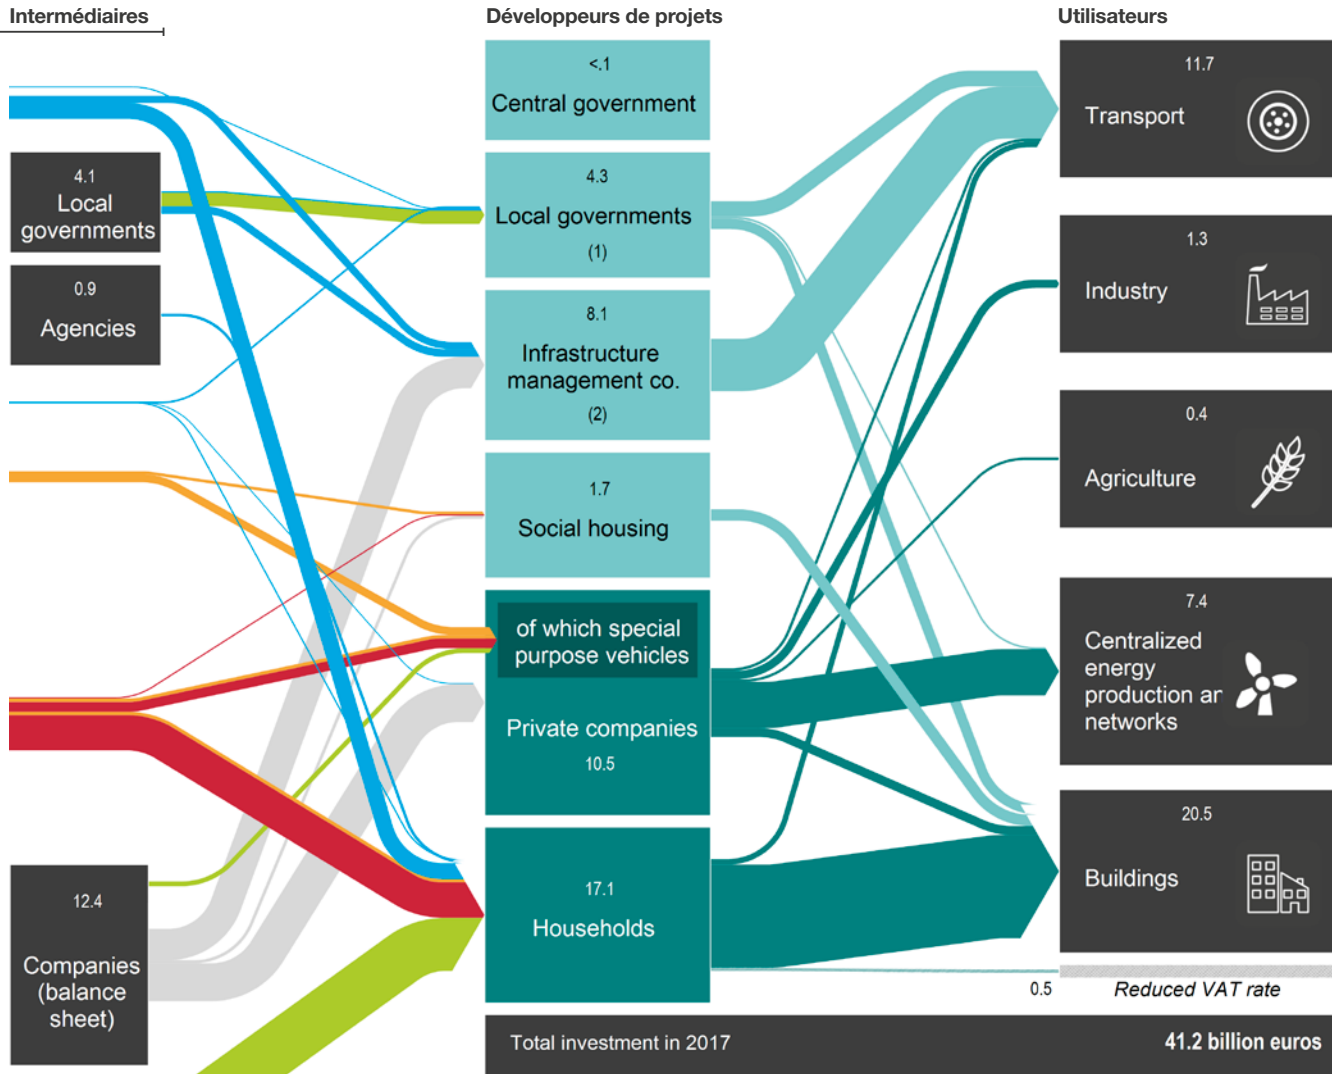 Intermédiaires
4.1
Local
governments
0.9
Agencies
12.4
Companies
(balance
sheet)
Développeurs de projets
<.1
Central government
4.3
Local governments
(1)
8.1
Infrastructure
management co.
(2)
1.7
Social housing
of which special
purpose vehicles
Private companies
10.5
17.1
Households
Utilisateurs
11.7
Transport
1.3
Industry
0.4
Agriculture
7.4
Centralized
energy
production an
networks
20.5
Buildings
0.5
Reduced VAT rate
Total investment in 2017
41.2 billion euros